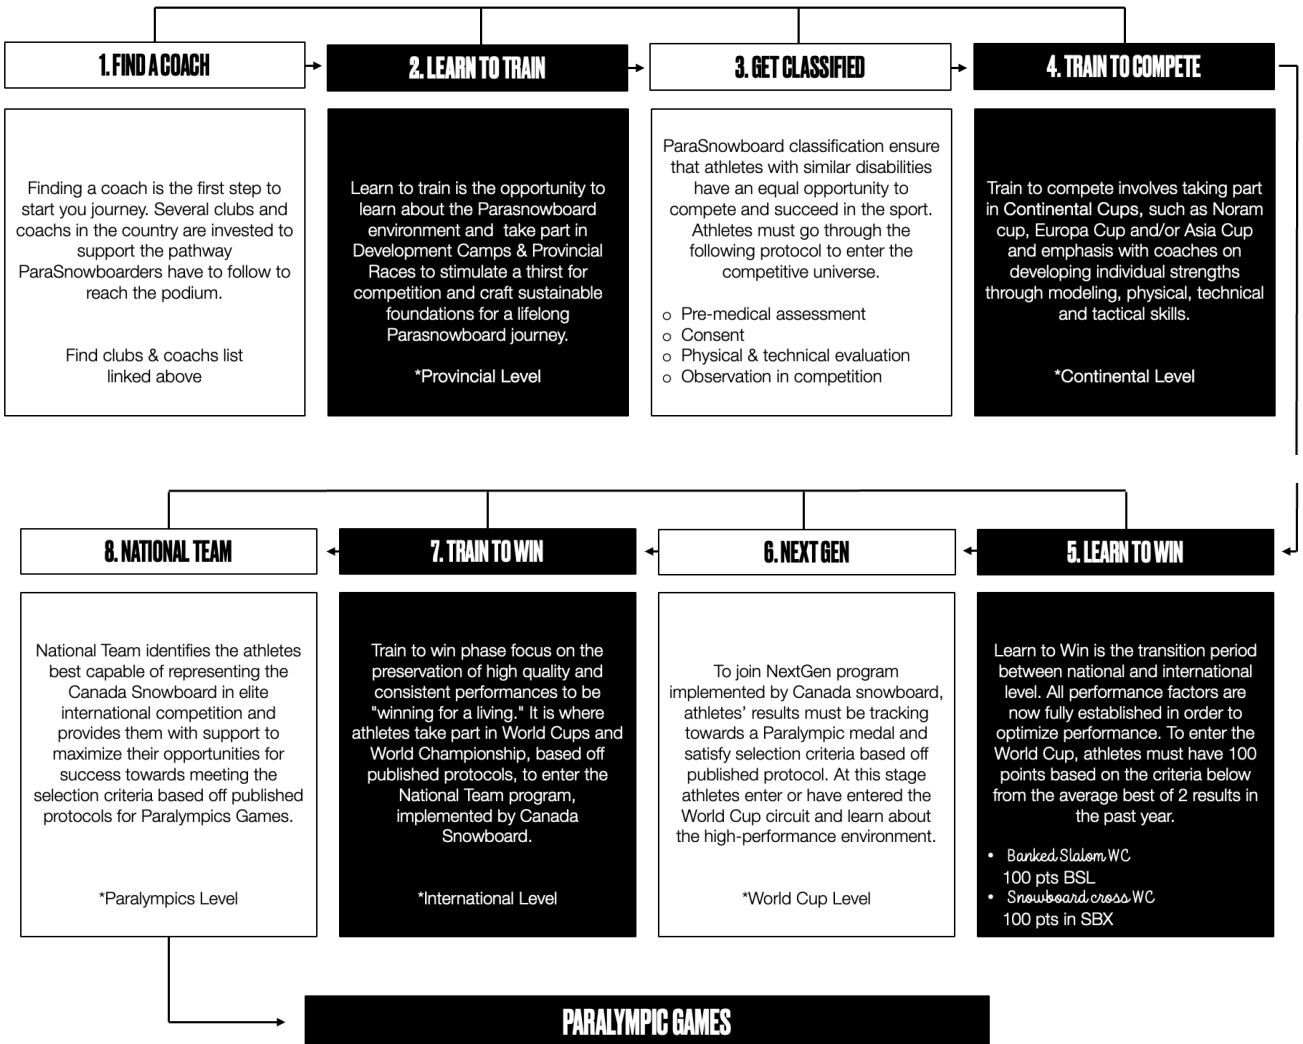 1. FIND A COACH
2. LEARN TO TRAIN
3. GET CLASSIFIED
4. TRAIN TO COMPETE
Finding a coach is the first step to
start you journey. Several clubs and
coachs in the country are invested to
support the pathway
ParaSnowboarders have to follow to
reach the podium.
Find clubs & coachs list
linked above
Learn to train is the opportunity to
learn about the Parasnowboard
environment and take part in
Development Camps & Provincial
Races to stimulate a thirst for
competition and craft sustainable
foundations for a lifelong
Parasnowboard journey.
*Provincial Level
ParaSnowboard classification ensure
that athletes with similar disabilities
have an equal opportunity to
compete and succeed in the sport.
Athletes must go through the
following protocol to enter the
competitive universe.
o Pre-medical assessment
o Consent
o Physical & technical evaluation
o Observation in competition
Train to compete involves taking part
in Continental Cups, such as Noram
cup, Europa Cup and/or Asia Cup
and emphasis with coaches on
developing individual strengths
through modeling, physical, technical
and tactical skills.
*Continental Level
8. NATIONAL TEAM
7. TRAIN TO WIN
6. NEXT GEN
5. LEARN TO WIN
National Team identifies the athletes
best capable of representing the
Canada Snowboard in elite
international competition and
provides them with support to
maximize their opportunities for
success towards meeting the
selection criteria based off published
protocols for Paralympics Games.
*Paralympics Level
Train to win phase focus on the
preservation of high quality and
consistent performances to be
"winning for a living." It is where
athletes take part in World Cups and
World Championship, based off
published protocols, to enter the
National Team program,
implemented by Canada
Snowboard.
*International Level
To join NextGen program
implemented by Canada snowboard,
athletes' results must be tracking
towards a Paralympic medal and
satisfy selection criteria based off
published protocol. At this stage
athletes enter or have entered the
World Cup circuit and learn about
the high-performance environment.
*World Cup Level
Learn to Win is the transition period
between national and international
level. All performance factors are
now fully established in order to
optimize performance. To enter the
World Cup, athletes must have 100
points based on the criteria below
from the average best of 2 results in
the past year.
• Banked Slalom WC
100 pts BSL
• Snowboard cross WC
100 pts in SBX
PARALYMPIC GAMES